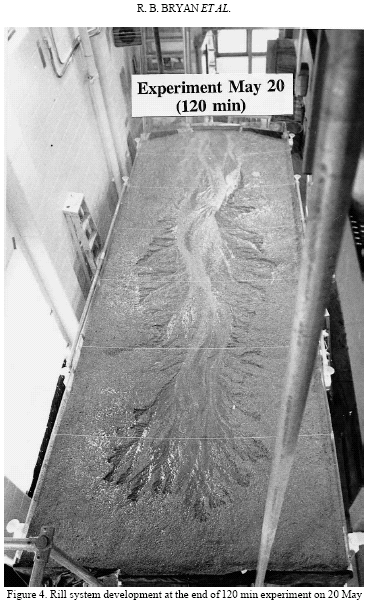 R. B. BRYAN ET AL.
Experiment May 20
(120 min)
Figure 4. Rill system development at the end of 120 min experiment on 20 May